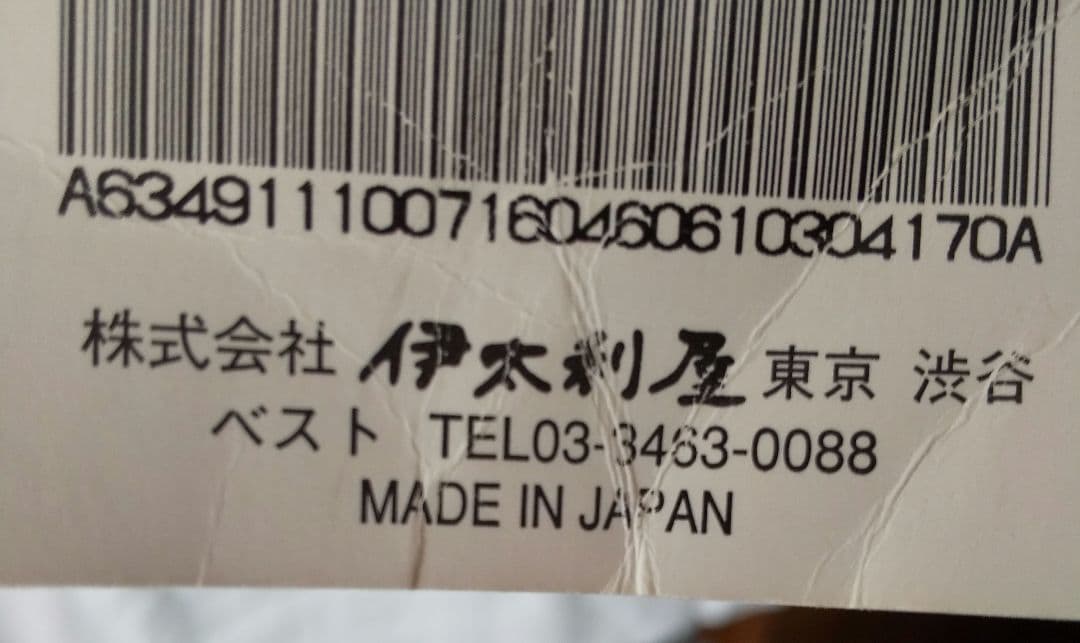 A6349111007160460610304170A
株式会社 伊太利屋 東京 渋谷
ベスト TEL03-3463-0088
MADE IN JAPAN